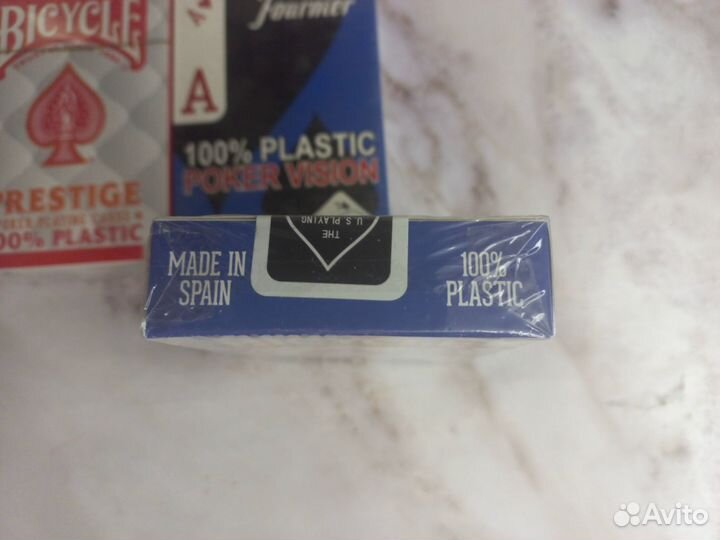 BICYCLE
PRESTIGE
100% PLASTIC
Fournier
A
100% PLASTIC
POKER VISION
THE
U.S. PLAYING
MADE IN
SPAIN
100%
PLASTIC
Avito